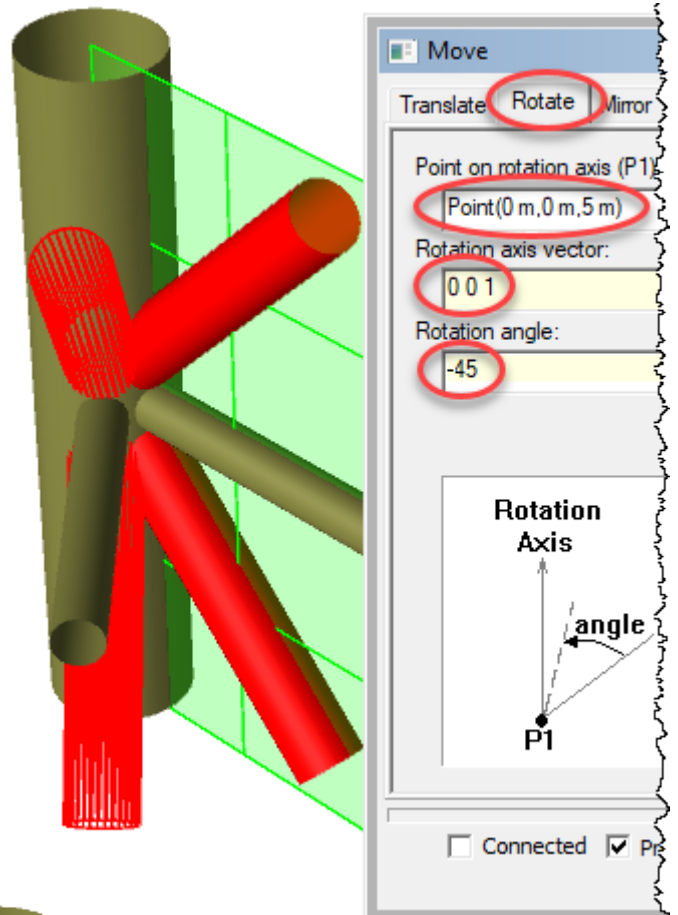 Move
Translate Rotate Mirror
Point on rotation axis (P1)
Point(0 m,0 m,5 m)
Rotation axis vector:
0 0 1
Rotation angle:
-45
Rotation
Axis
angle
P1
Connected